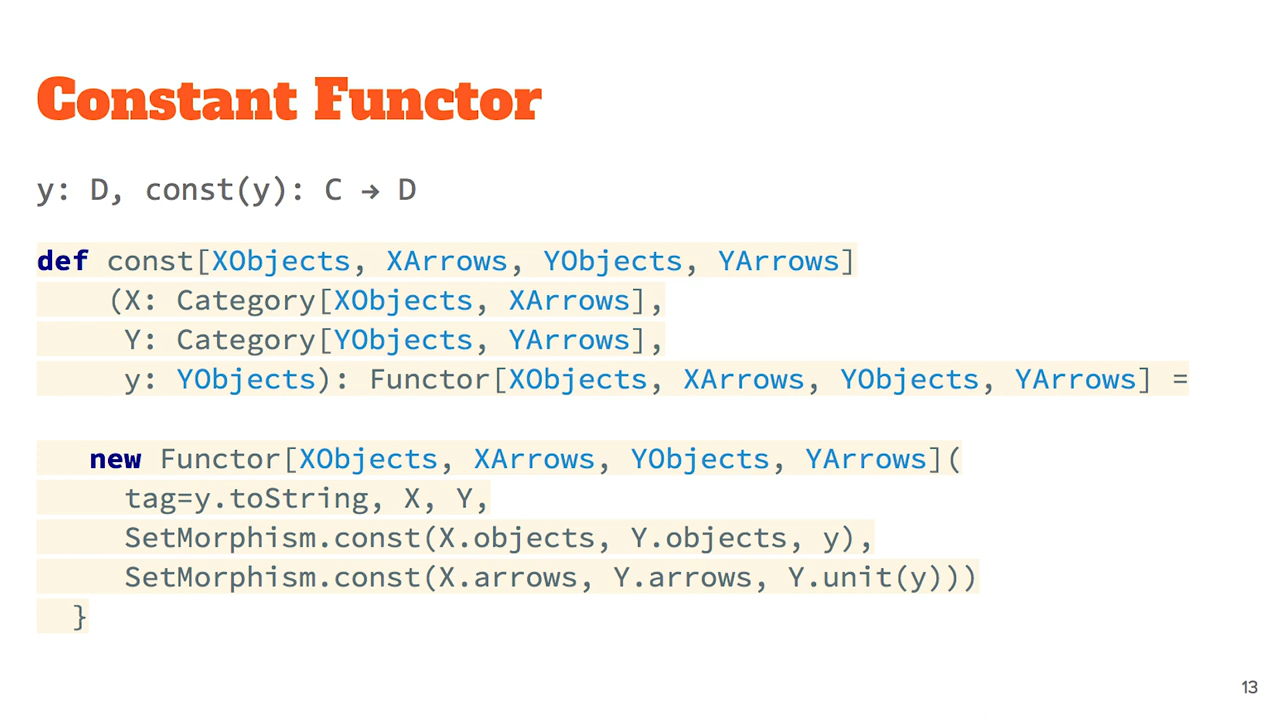 Constant Functor
y: D, const(y): C → D
def const[XObjects, XArrows, YObjects, YArrows]
(X: Category[XObjects, XArrows],
Y: Category[YObjects, YArrows],
y: YObjects): Functor[XObjects, XArrows, YObjects, YArrows] =
new Functor[XObjects, XArrows, YObjects, YArrows](
tag=y.toString, X, Y,
SetMorphism.const(X.objects, Y.objects, y),
SetMorphism.const(X.arrows, Y.arrows, Y.unit(y)))
}
13